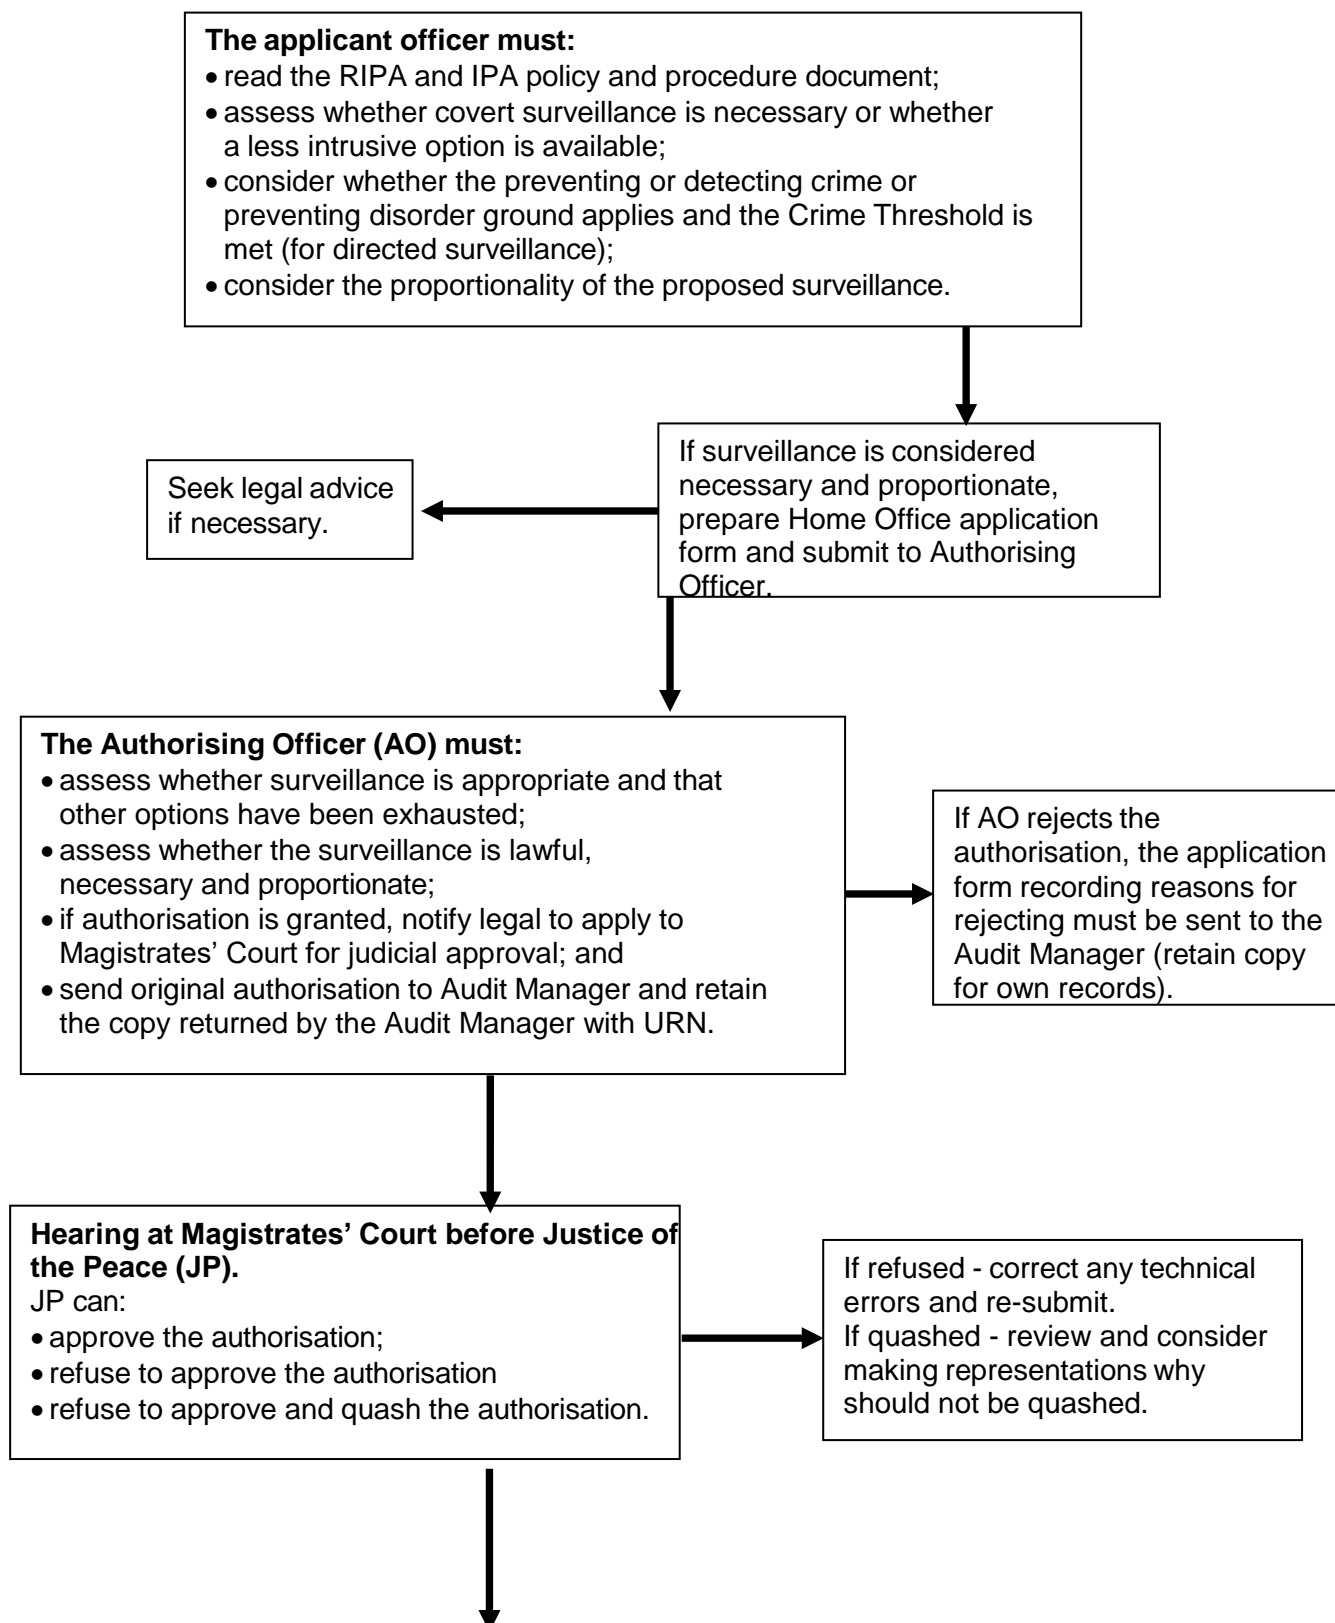 The applicant officer must:
• read the RIPA and IPA policy and procedure document;
• assess whether covert surveillance is necessary or whether
a less intrusive option is available;
• consider whether the preventing or detecting crime or
preventing disorder ground applies and the Crime Threshold is
met (for directed surveillance);
• consider the proportionality of the proposed surveillance.
If surveillance is considered
necessary and proportionate,
prepare Home Office application
form and submit to Authorising
Officer.
Seek legal advice
if necessary.
The Authorising Officer (AO) must:
• assess whether surveillance is appropriate and that
other options have been exhausted;
• assess whether the surveillance is lawful,
necessary and proportionate;
• if authorisation is granted, notify legal to apply to
Magistrates’ Court for judicial approval; and
• send original authorisation to Audit Manager and retain
the copy returned by the Audit Manager with URN.
If AO rejects the
authorisation, the application
form recording reasons for
rejecting must be sent to the
Audit Manager (retain copy
for own records).
Hearing at Magistrates’ Court before Justice of
the Peace (JP).
JP can:
• approve the authorisation;
• refuse to approve the authorisation
• refuse to approve and quash the authorisation.
If refused - correct any technical
errors and re-submit.
If quashed - review and consider
making representations why
should not be quashed.